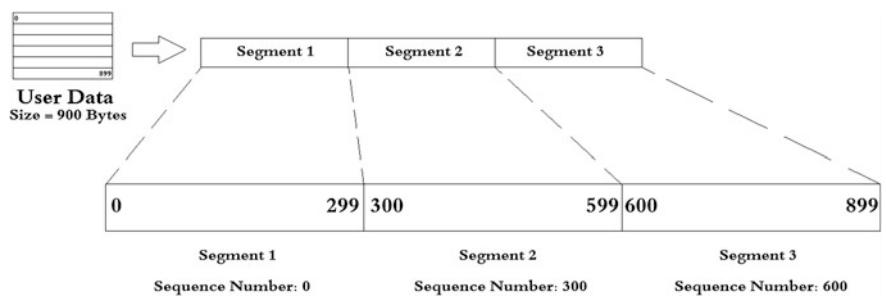 0
899
User Data
Size = 900 Bytes
Segment 1
Segment 2
Segment 3
0
299
300
599
600
899
Segment 1
Segment 2
Segment 3
Sequence Number: 0
Sequence Number: 300
Sequence Number: 600